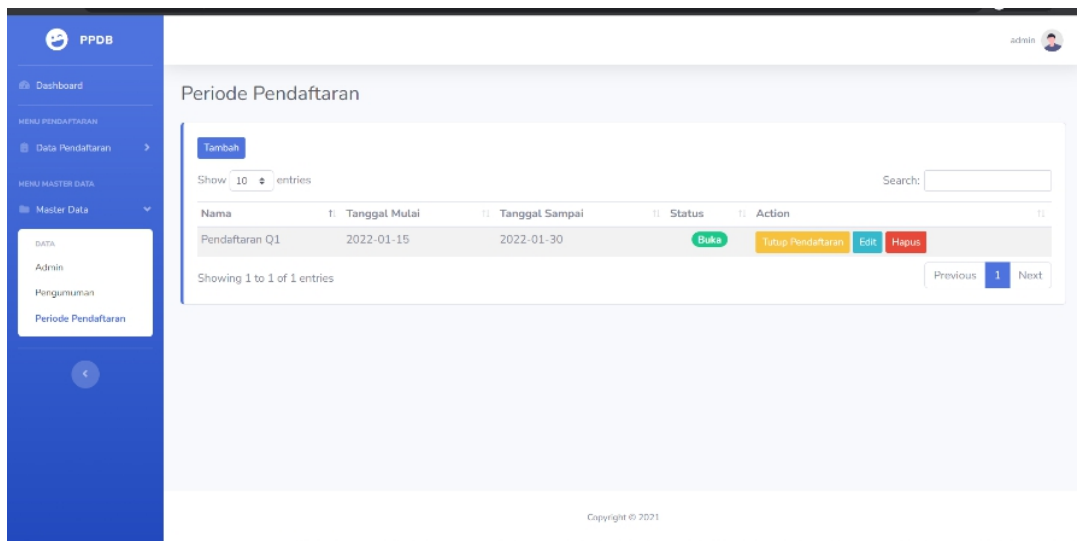 PPDB
admin
Dashboard
Periode Pendaftaran
MENU PENDAFTARAN
Data Pendaftaran
Tambah
MENU MASTER DATA
Show 10 entries
Search:
Master Data
Nama Tanggal Mulai Tanggal Sampai Status Action
Pendaftaran Q1 2022-01-15 2022-01-30 Buka Tutup Pendaftaran Edit Hapus
DATA
Admin
Showing 1 to 1 of 1 entries
Previous 1 Next
Pengumuman
Periode Pendaftaran
Copyright © 2021